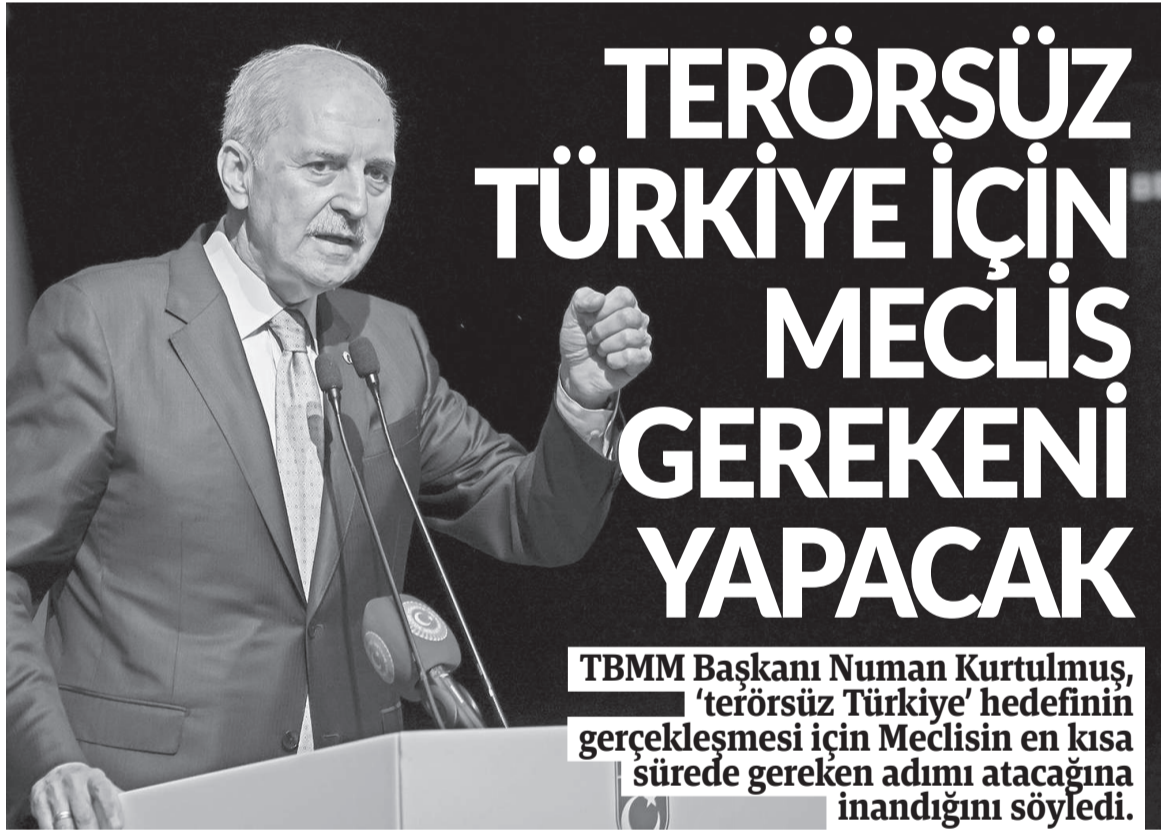 TERÖRSÜZ
TÜRKİYE İÇİN
MECLİS
GEREKENİ
YAPACAK
TBMM Başkanı Numan Kurtulmuş,
‘terörsüz Türkiye’ hedefinin
gerçekleşmesi için Meclisin en kısa
sürede gereken adımı atacağına
inandığını söyledi.